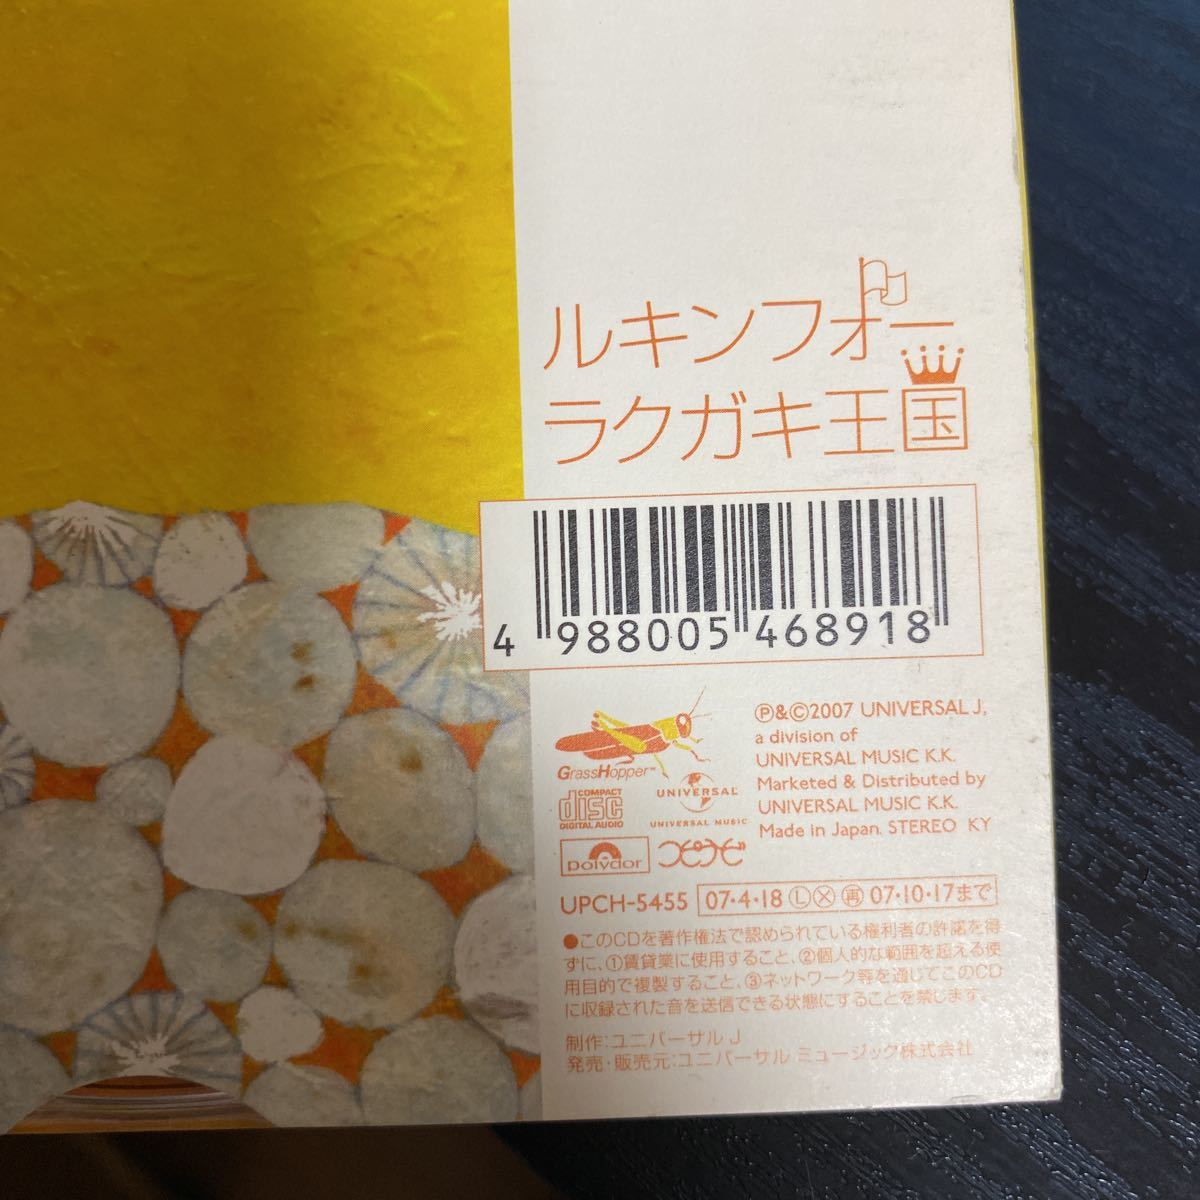 ルキンフォー
ラクガキ王国
4 988005 468918
GrassHopper™
COMPACT
disc
DIGITAL AUDIO
UNIVERSAL
UNIVERSAL MUSIC
polydor
Ⓟ&©2007 UNIVERSAL J,
a division of
UNIVERSAL MUSIC K.K.
Marketed & Distributed by
UNIVERSAL MUSIC K.K.
Made in Japan. STEREO KY
UPCH-5455 07·4·18 Ⓛ Ⓧ ㊢ 07·10·17まで
●このCDを著作権法で認められている権利者の許諾を得
ずに、①賃貸業に使用すること、②個人的な範囲を超える使
用目的で複製すること、③ネットワーク等を通じてこのCD
に収録された音を送信できる状態にすることを禁じます。
制作:ユニバーサル J
発売・販売元:ユニバーサル ミュージック株式会社